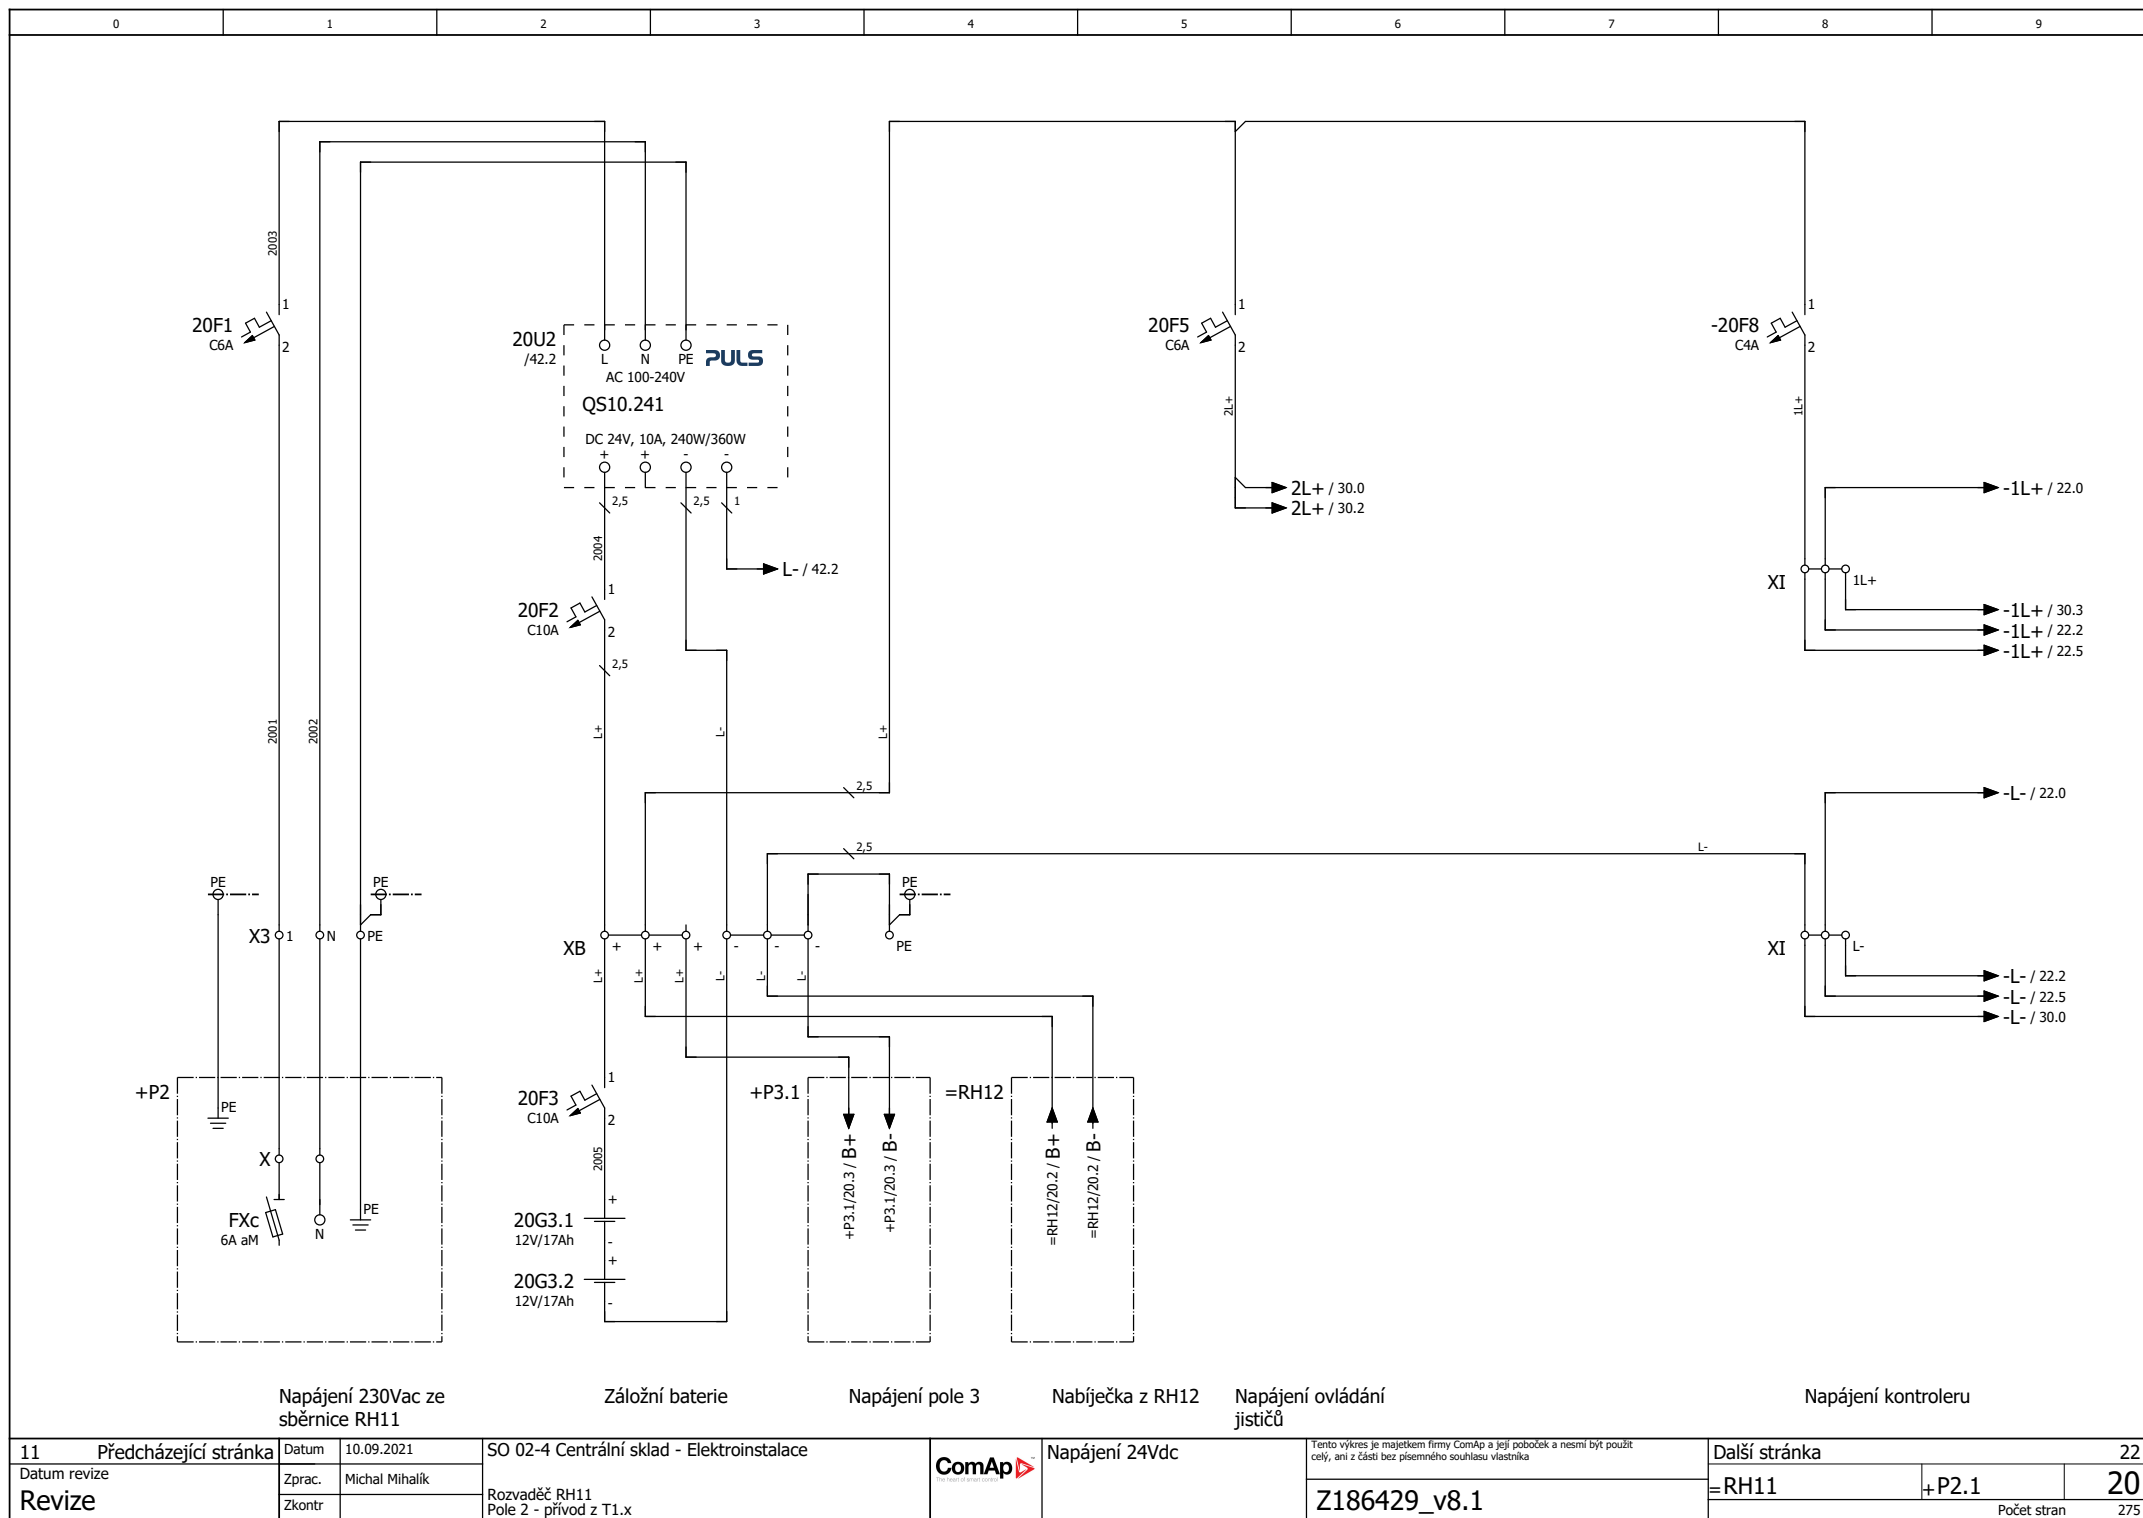 0 1 2 3 4 5 6 7 8 9
2003
20F1
C6A
1
2
20U2
/42.2
L N PE PULS
AC 100-240V
QS10.241
DC 24V, 10A, 240W/360W
+ + - -
2,5 2,5 1
2004
L- / 42.2
20F2
C10A
1
2
2,5
20F5
C6A
1
2
2L+
2L+ / 30.0
2L+ / 30.2
-20F8
C4A
1
2
1L+
-1L+ / 22.0
XI
1L+
-1L+ / 30.3
-1L+ / 22.2
-1L+ / 22.5
2001
2002
L+
L-
L+
2,5
2,5
L-
-L- / 22.0
PE
PE
PE
X3 1 N PE
XB + + + - - - PE
L+ L+ L+ L- L- L-
XI
L-
-L- / 22.2
-L- / 22.5
-L- / 30.0
+P2
PE
X
FXc
6A aM
N
PE
20F3
C10A
1
2
2005
+
20G3.1
12V/17Ah
-
+
20G3.2
12V/17Ah
-
+P3.1
+P3.1/20.3 / B+
+P3.1/20.3 / B-
=RH12
=RH12/20.2 / B+
=RH12/20.2 / B-
Napájení 230Vac ze
sběrnice RH11
Záložní baterie
Napájení pole 3
Nabíječka z RH12
Napájení ovládání
jističů
Napájení kontroleru
11 Předcházející stránka
Datum revize
Revize
Datum 10.09.2021
Zprac. Michal Mihalík
Zkontr
SO 02-4 Centrální sklad - Elektroinstalace
Rozvaděč RH11
Pole 2 - přívod z T1.x
ComAp
The heart of smart control
Napájení 24Vdc
Tento výkres je majetkem firmy ComAp a její poboček a nesmí být použit
celý, ani z části bez písemného souhlasu vlastníka
Z186429_v8.1
Další stránka 22
=RH11 +P2.1 20
Počet stran 275